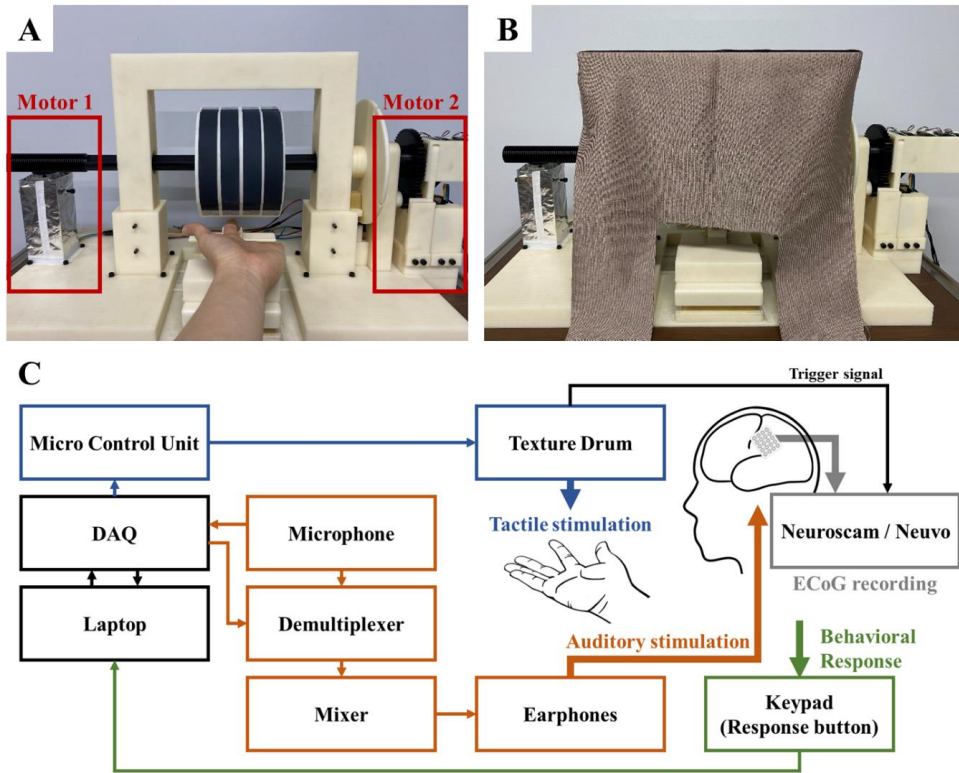 A
B
Motor 1
Motor 2
C
Trigger signal
Micro Control Unit
Texture Drum
DAQ
Microphone
Tactile stimulation
Neuroscam / Neuvo
ECoG recording
Laptop
Demultiplexer
Auditory stimulation
Behavioral
Response
Mixer
Earphones
Keypad
(Response button)